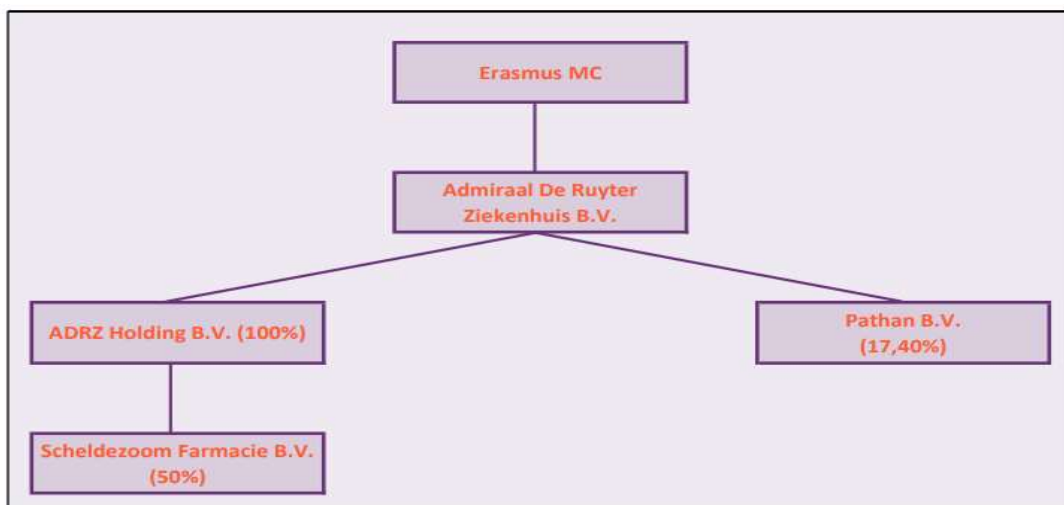 Erasmus MC
Admiraal De Ruyter
Ziekenhuis B.V.
ADRZ Holding B.V. (100%)
Pathan B.V.
(17,40%)
Scheldezoom Farmacie B.V.
(50%)